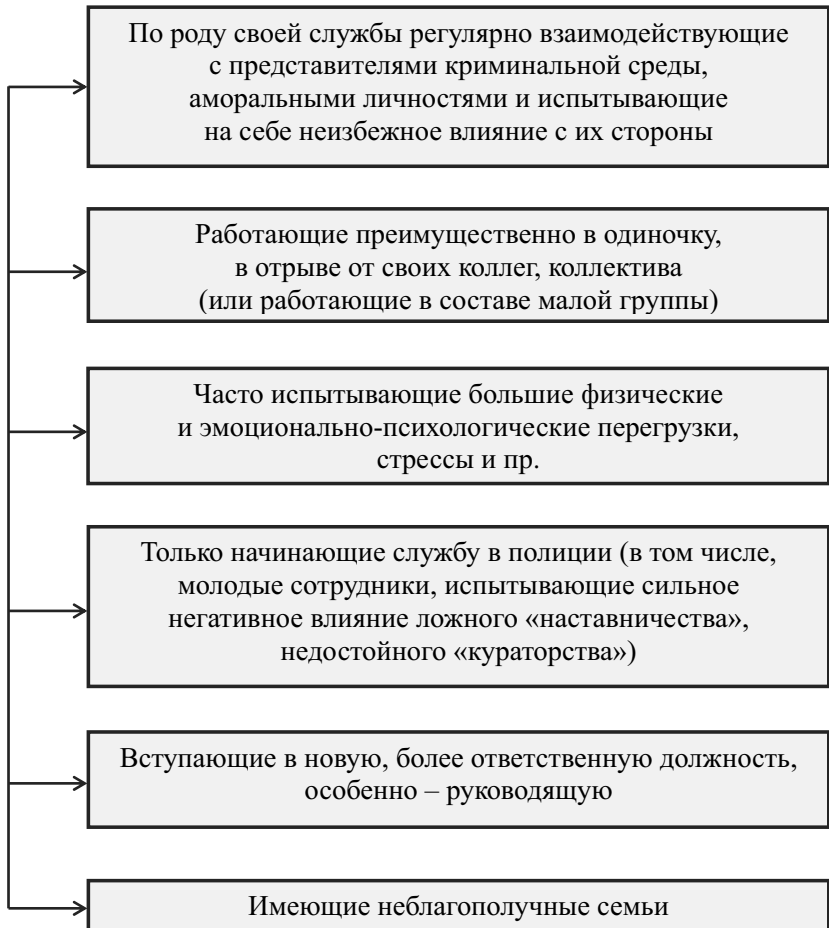 По роду своей службы регулярно взаимодействующие
с представителями криминальной среды,
аморальными личностями и испытывающие
на себе неизбежное влияние с их стороны
Работающие преимущественно в одиночку,
в отрыве от своих коллег, коллектива
(или работающие в составе малой группы)
Часто испытывающие большие физические
и эмоционально-психологические перегрузки,
стрессы и пр.
Только начинающие службу в полиции (в том числе,
молодые сотрудники, испытывающие сильное
негативное влияние ложного «наставничества»,
недостойного «кураторства»)
Вступающие в новую, более ответственную должность,
особенно – руководящую
Имеющие неблагополучные семьи